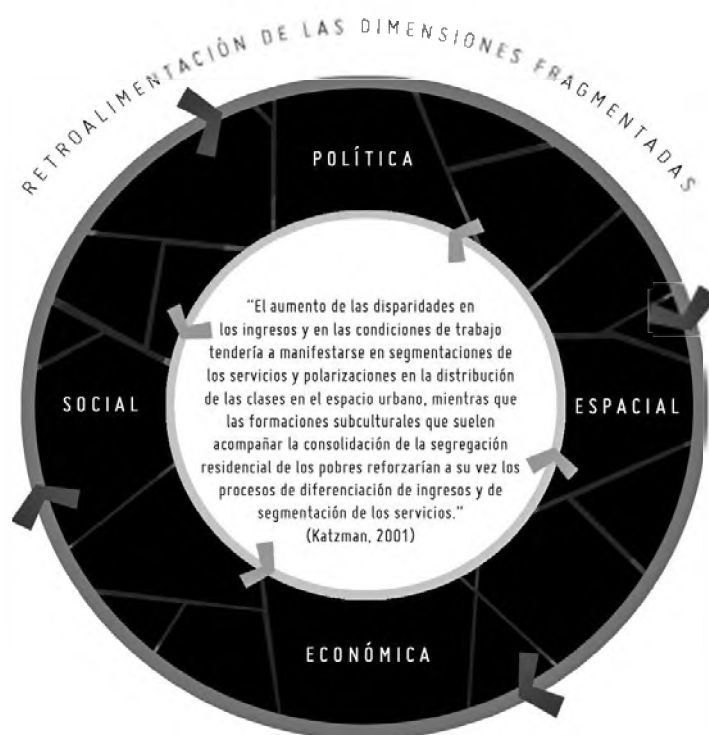 RETROALIMENTACIÓN DE LAS DIMENSIONES FRAGMENTADAS
POLÍTICA
"El aumento de las disparidades en
los ingresos y en las condiciones de trabajo
tendería a manifestarse en segmentaciones de
los servicios y polarizaciones en la distribución
de las clases en el espacio urbano, mientras que
las formaciones subculturales que suelen
acompañar la consolidación de la segregación
residencial de los pobres reforzarían a su vez los
procesos de diferenciación de ingresos y de
segmentación de los servicios."
(Katzman, 2001)
SOCIAL
ESPACIAL
ECONÓMICA